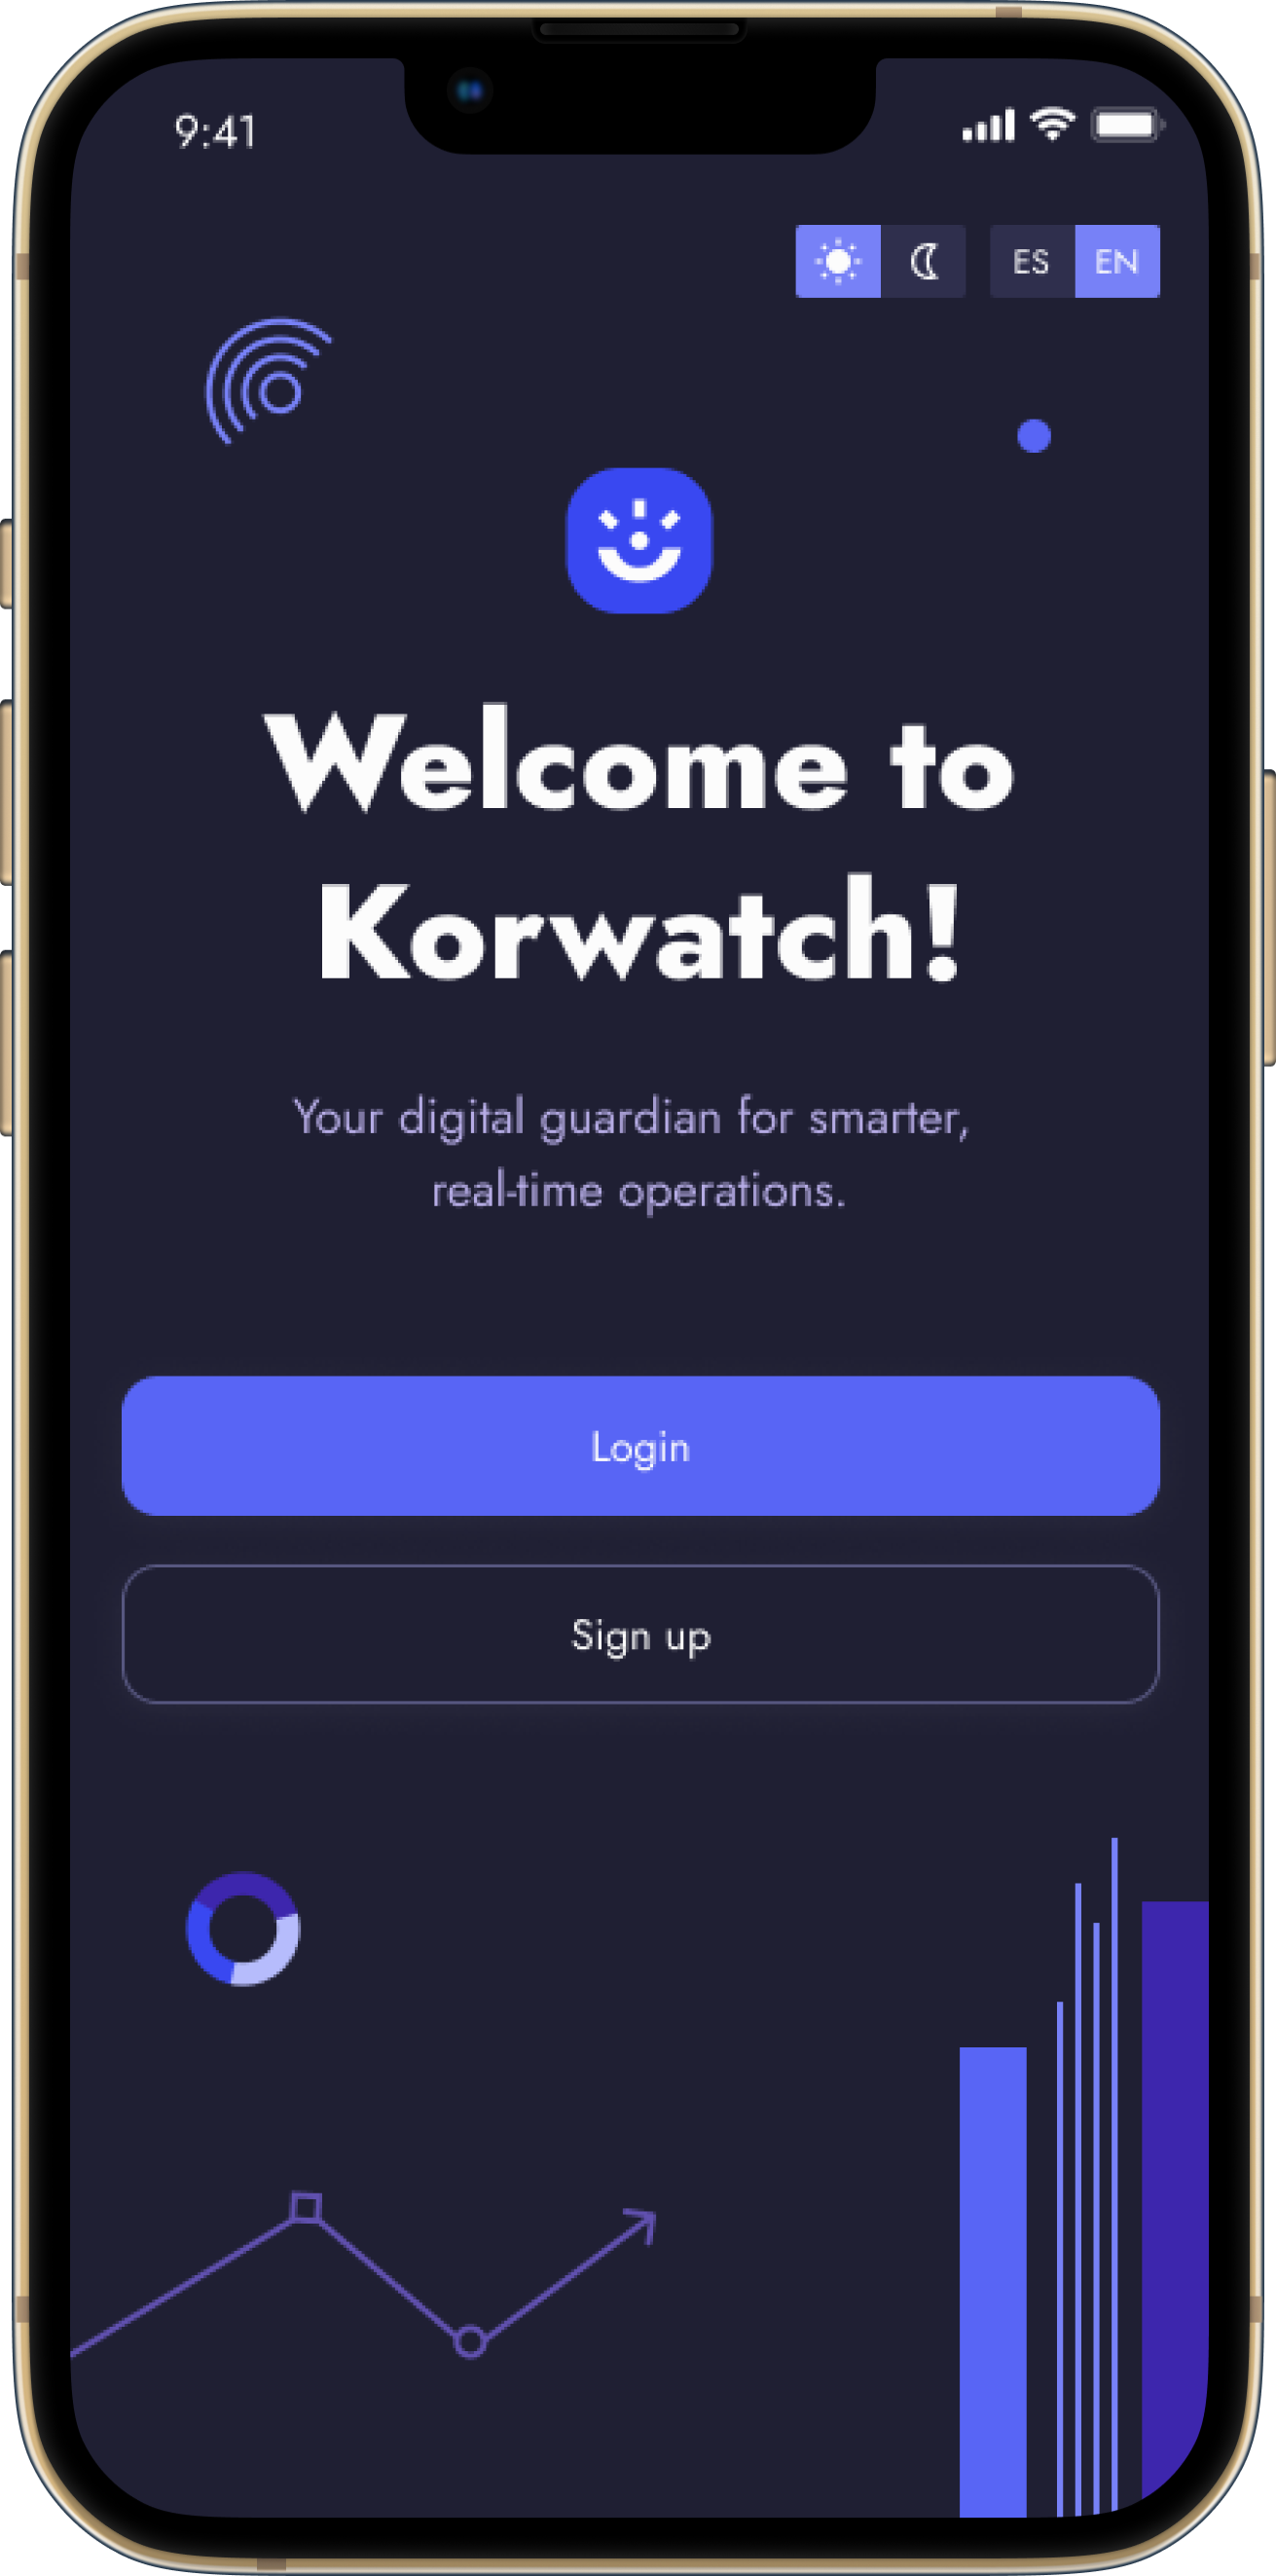 9:41
ES EN
Welcome to
Korwatch!
Your digital guardian for smarter,
real-time operations.
Login
Sign up